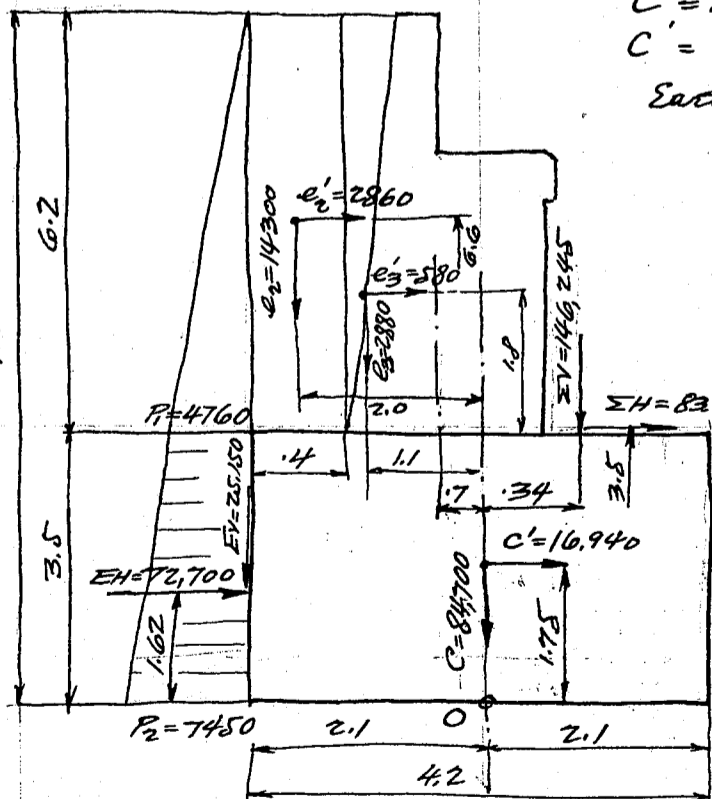 C' =
Ear
6.2
e₂' = 2860
6.6
e₂ = 14300
e₃' = 580
e₃ = 2880
1.8
2.0
ΣV = 146,245
P₁ = 4760
ΣH = 83
.4
1.1
.7
.34
3.5
EV = 25.150
C' = 16,940
3.5
EH = 72,700
C = 84,700
1.62
1.75
P₂ = 7450
2.1
O
2.1
4.2